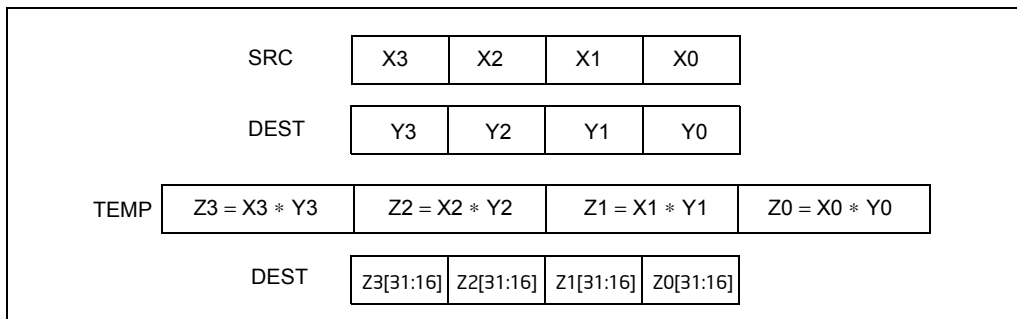 SRC X3 X2 X1 X0
DEST Y3 Y2 Y1 Y0
TEMP Z3 = X3 ∗ Y3 Z2 = X2 ∗ Y2 Z1 = X1 ∗ Y1 Z0 = X0 ∗ Y0
DEST Z3[31:16] Z2[31:16] Z1[31:16] Z0[31:16]